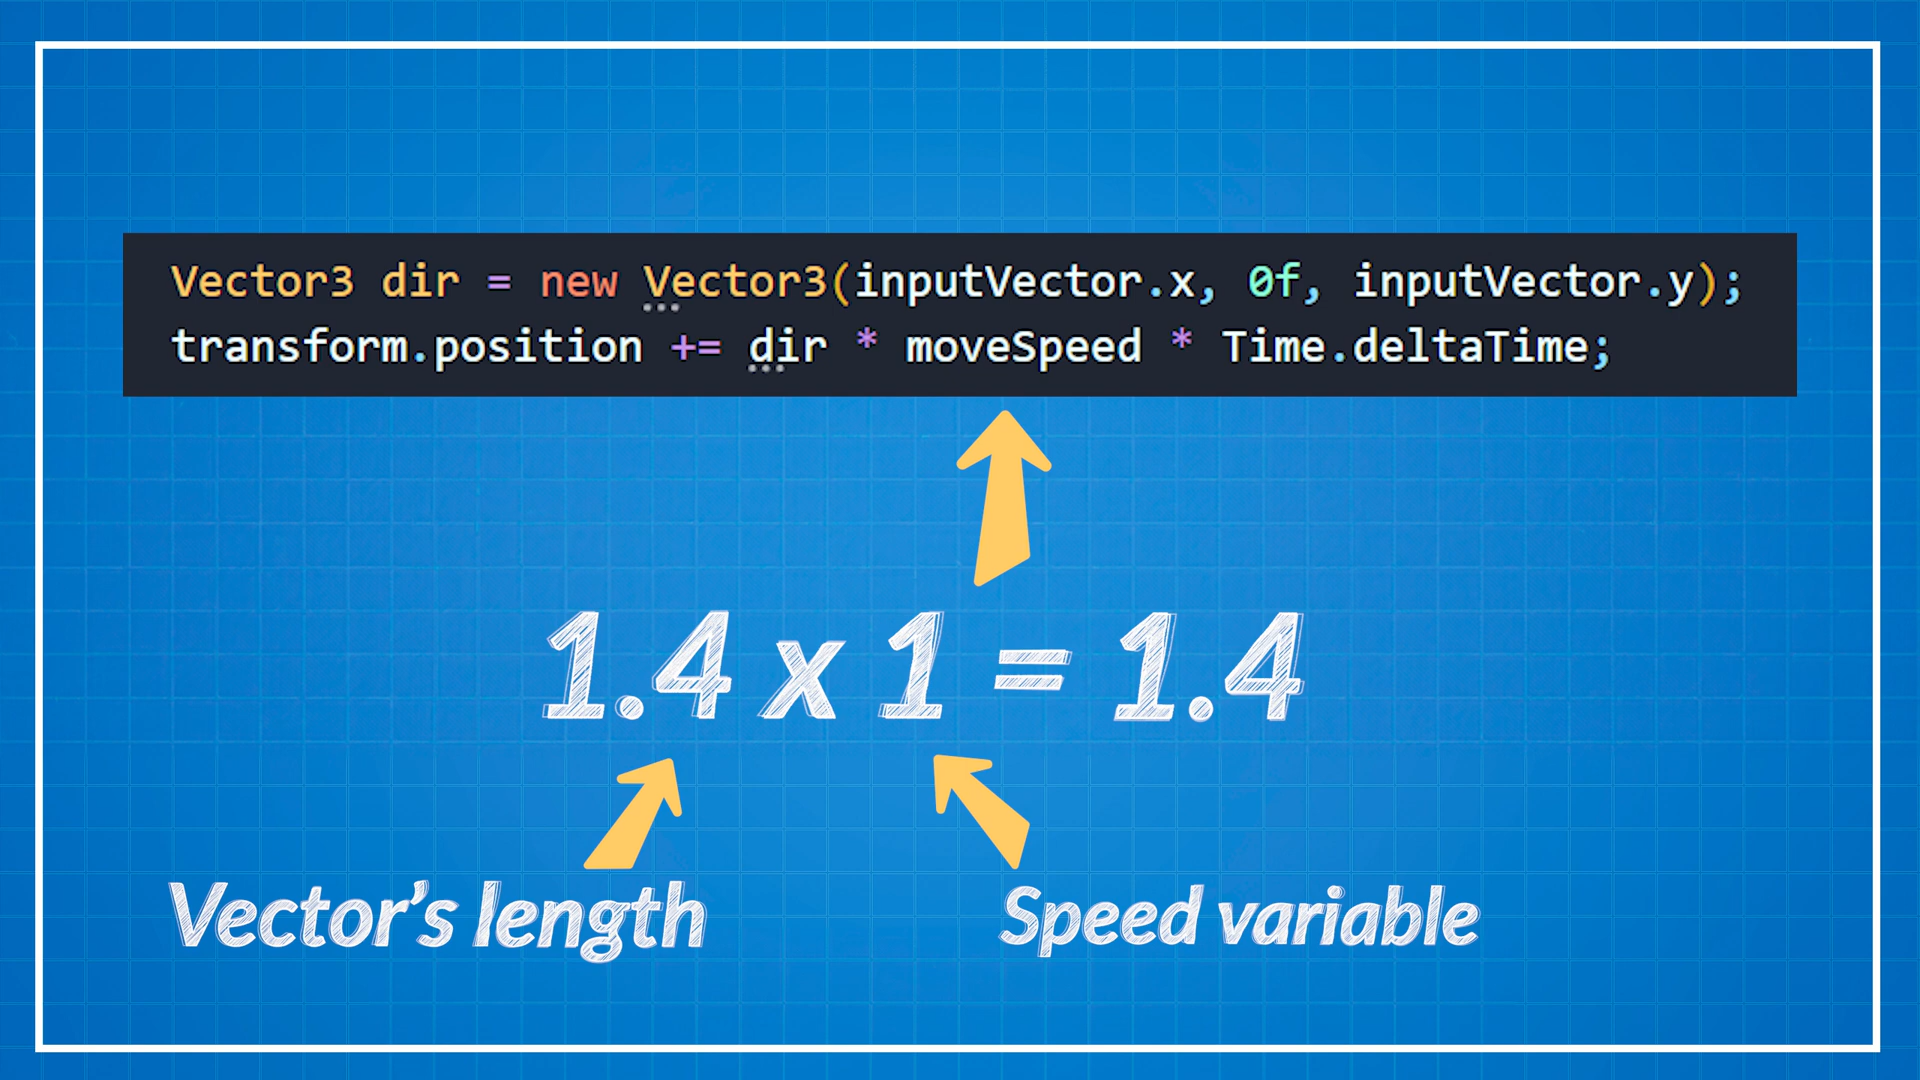 Vector3 dir = new Vector3(inputVector.x, 0f, inputVector.y);
transform.position += dir * moveSpeed * Time.deltaTime;
1.4 x 1 = 1.4
Vector's length
Speed variable